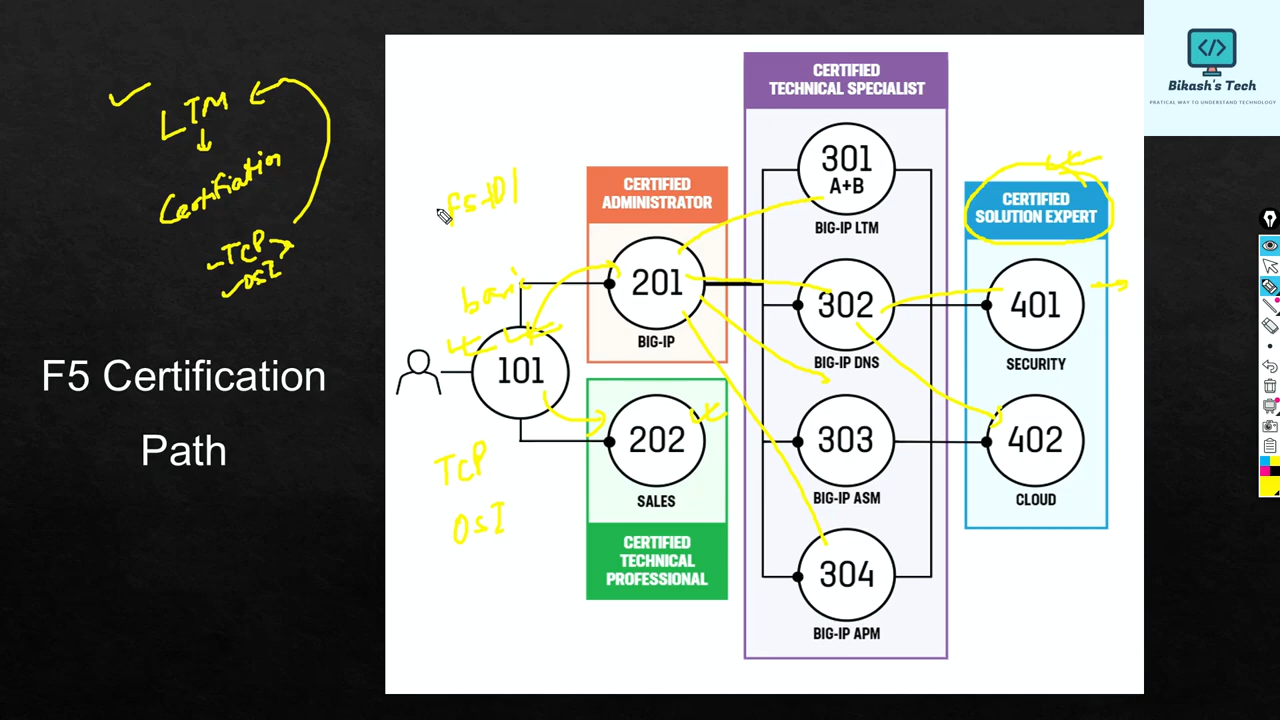 LTM
Certifiation
TCP
OSI
F5 Certification
Path
F5-101
basic
101
TCP
OSI
CERTIFIED
ADMINISTRATOR
201
BIG-IP
202
SALES
CERTIFIED
TECHNICAL
PROFESSIONAL
CERTIFIED
TECHNICAL SPECIALIST
301
A+B
BIG-IP LTM
302
BIG-IP DNS
303
BIG-IP ASM
304
BIG-IP APM
CERTIFIED
SOLUTION EXPERT
401
SECURITY
402
CLOUD
</>
Bikash's Tech
PRATICAL WAY TO UNDERSTAND TECHNOLOGY